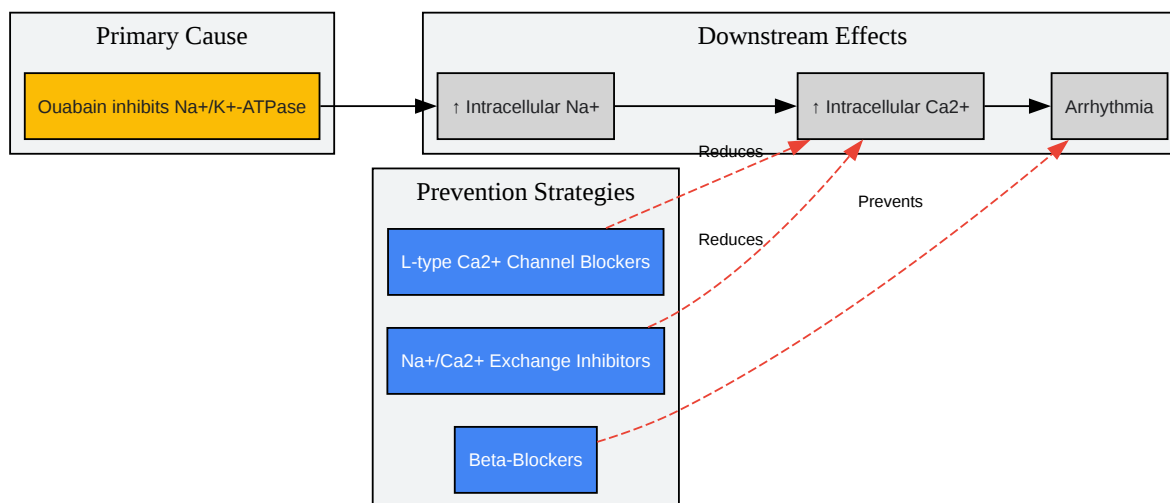 Primary Cause
Downstream Effects
Ouabain inhibits Na+/K+-ATPase
↑ Intracellular Na+
↑ Intracellular Ca2+
Arrhythmia
Reduces
Prevention Strategies
Prevents
Reduces
L-type Ca2+ Channel Blockers
Na+/Ca2+ Exchange Inhibitors
Beta-Blockers